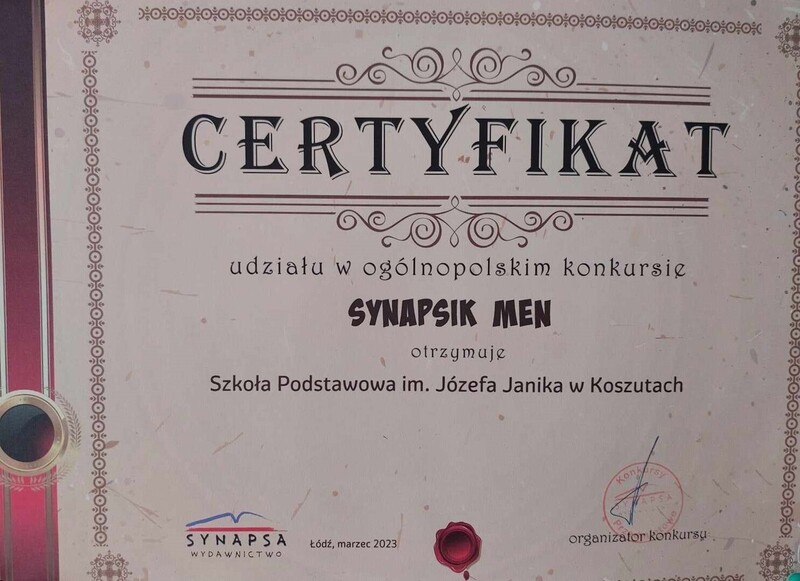 CERTYFIKAT
udziału w ogólnopolskim konkursie
SYNAPSIK MEN
otrzymuje
Szkoła Podstawowa im. Józefa Janika w Koszutach
SYNAPSA
WYDAWNICTWO
Łódź, marzec 2023
Konkursy
organizator konkursu